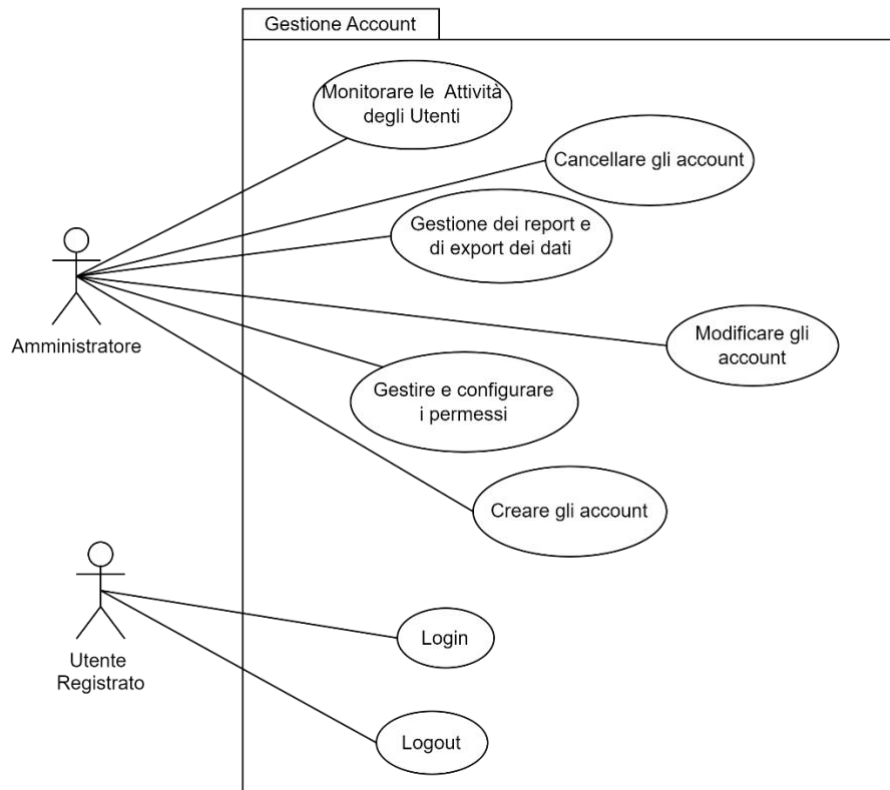 Gestione Account
Monitorare le Attività
degli Utenti
Cancellare gli account
Gestione dei report e
di export dei dati
Modificare gli
account
Amministratore
Gestire e configurare
i permessi
Creare gli account
Login
Utente
Registrato
Logout